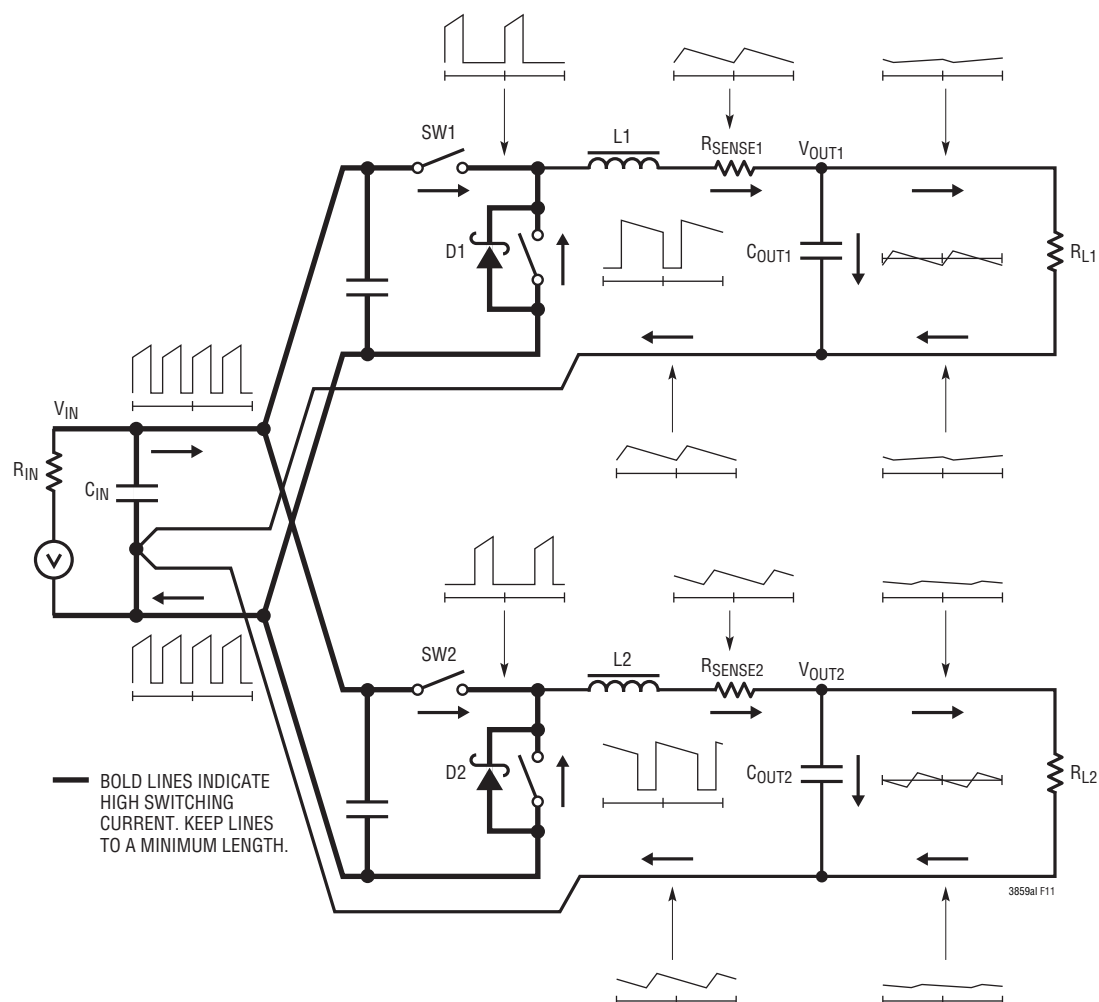 SW1
L1
RSENSE1
VOUT1
D1
COUT1
RL1
VIN
RIN
CIN
V
SW2
L2
RSENSE2
VOUT2
D2
COUT2
RL2
BOLD LINES INDICATE
HIGH SWITCHING
CURRENT. KEEP LINES
TO A MINIMUM LENGTH.
3859al F11